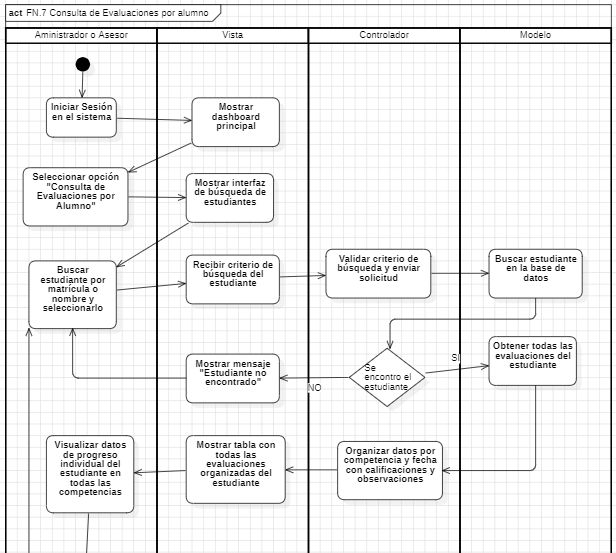 act FN.7 Consulta de Evaluaciones por alumno
Aministrador o Asesor
Vista
Controlador
Modelo
Iniciar Sesión
en el sistema
Mostrar
dashboard
principal
Seleccionar opción
"Consulta de
Evaluaciones por
Alumno"
Mostrar interfaz
de búsqueda de
estudiantes
Buscar
estudiante por
matrícula o
nombre y
seleccionarlo
Recibir criterio de
búsqueda del
estudiante
Validar criterio de
búsqueda y enviar
solicitud
Buscar estudiante
en la base de
datos
Mostrar mensaje
"Estudiante no
encontrado"
NO
Se
encontro el
estudiante
SI
Obtener todas las
evaluaciones del
estudiante
Visualizar datos
de progreso
individual del
estudiante en
todas las
competencias
Mostrar tabla con
todas las
evaluaciones
organizadas del
estudiante
Organizar datos por
competencia y fecha
con calificaciones y
observaciones